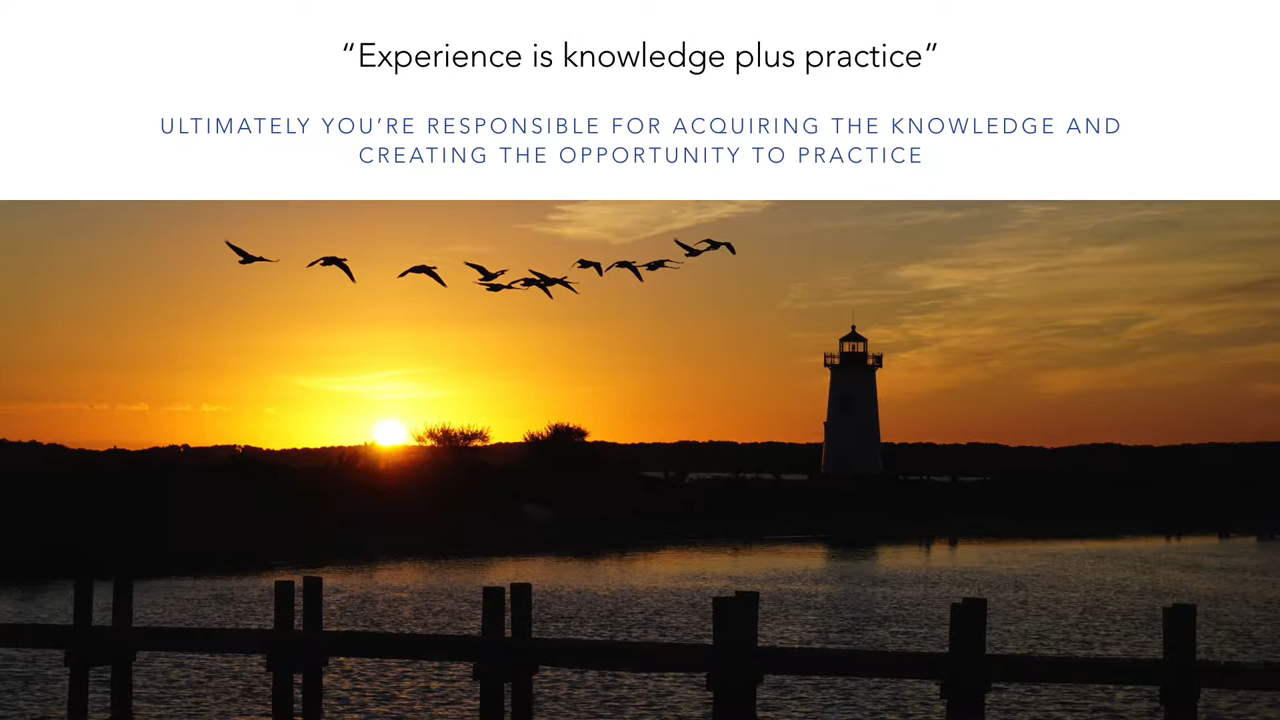 “Experience is knowledge plus practice”
ULTIMATELY YOU’RE RESPONSIBLE FOR ACQUIRING THE KNOWLEDGE AND
CREATING THE OPPORTUNITY TO PRACTICE